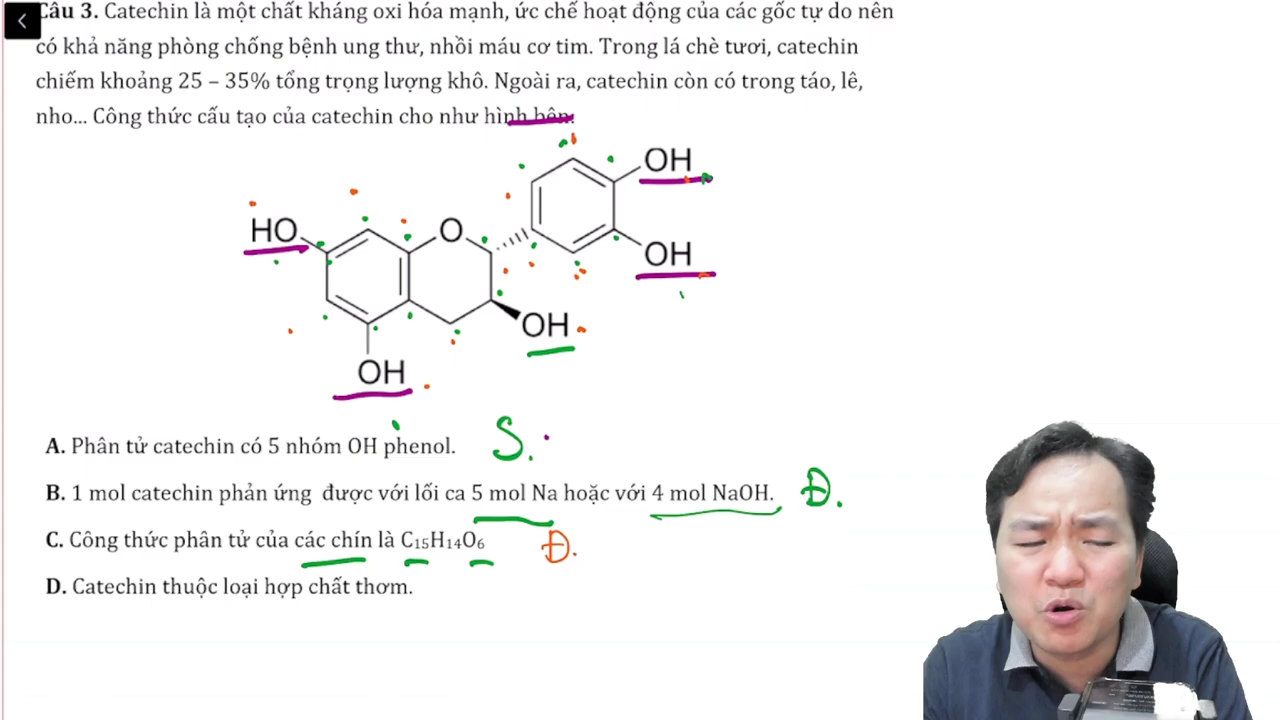 Câu 3. Catechin là một chất kháng oxi hóa mạnh, ức chế hoạt động của các gốc tự do nên
có khả năng phòng chống bệnh ung thư, nhồi máu cơ tim. Trong lá chè tươi, catechin
chiếm khoảng 25 – 35% tổng trọng lượng khô. Ngoài ra, catechin còn có trong táo, lê,
nho... Công thức cấu tạo của catechin cho như hình bên.
OH
HO
O
OH
OH
OH
A. Phân tử catechin có 5 nhóm OH phenol. S.
B. 1 mol catechin phản ứng được với lối ca 5 mol Na hoặc với 4 mol NaOH. Đ.
C. Công thức phân tử của các chín là C₁₅H₁₄O₆ Đ.
D. Catechin thuộc loại hợp chất thơm.